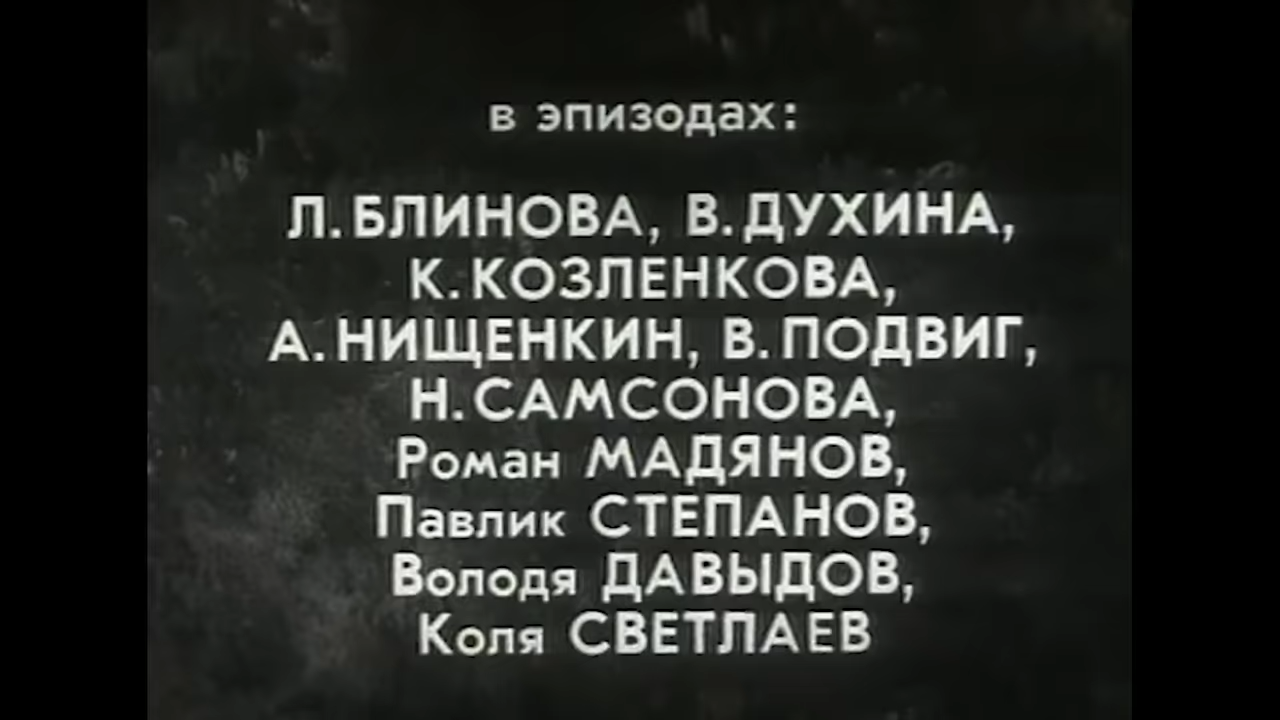 в эпизодах:
Л.БЛИНОВА, В.ДУХИНА,
К.КОЗЛЕНКОВА,
А.НИЩЕНКИН, В.ПОДВИГ,
Н.САМСОНОВА,
Роман МАДЯНОВ,
Павлик СТЕПАНОВ,
Володя ДАВЫДОВ,
Коля СВЕТЛАЕВ